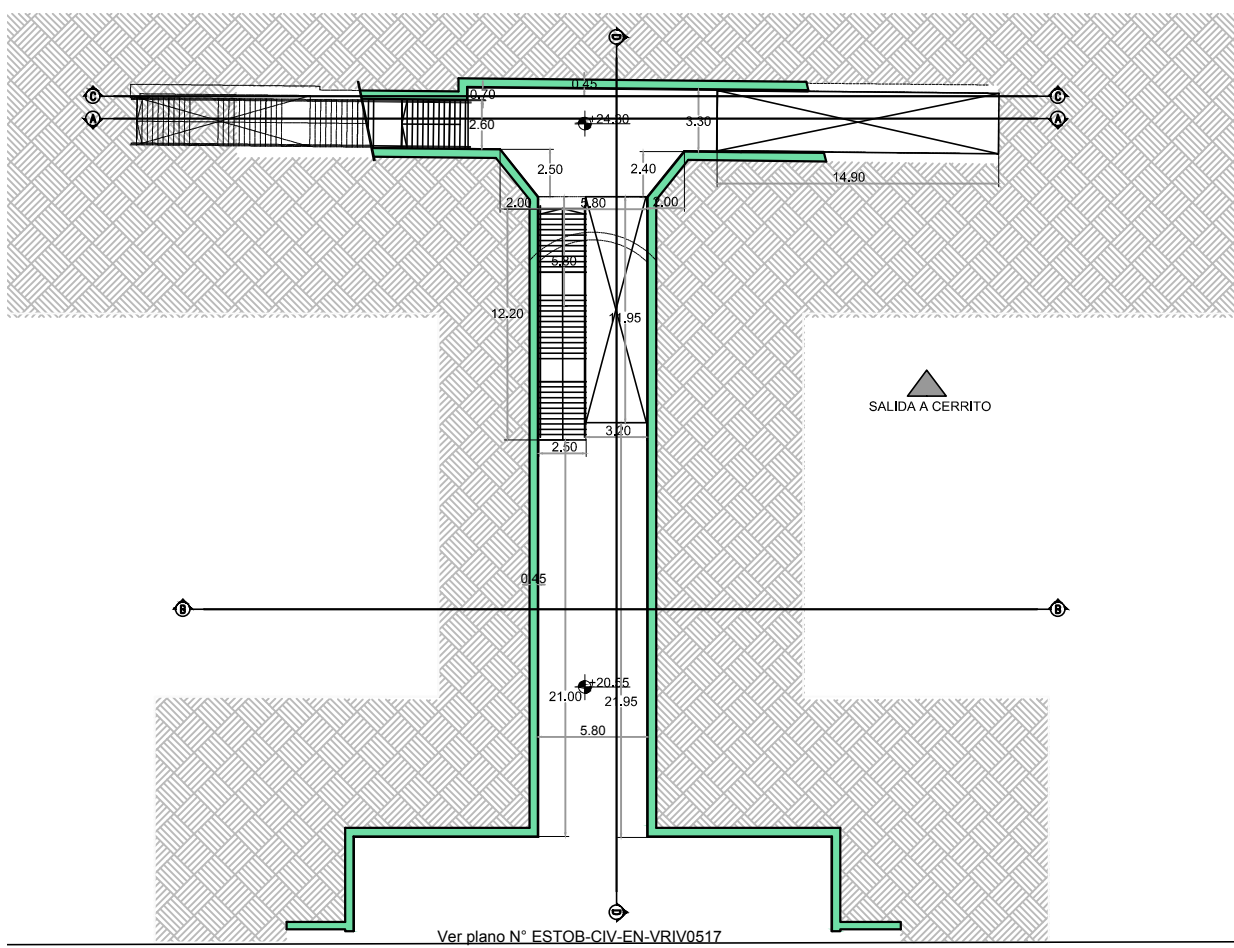 D
0.45
C
C
0.70
A
A
+24.00
2.60
3.30
2.50
2.40
14.90
2.00
5.80
2.00
5.80
12.20
11.95
SALIDA A CERRITO
3.20
2.50
0.45
B
B
+20.55
21.00
21.95
5.80
D
Ver plano N° ESTOB-CIV-EN-VRIV0517